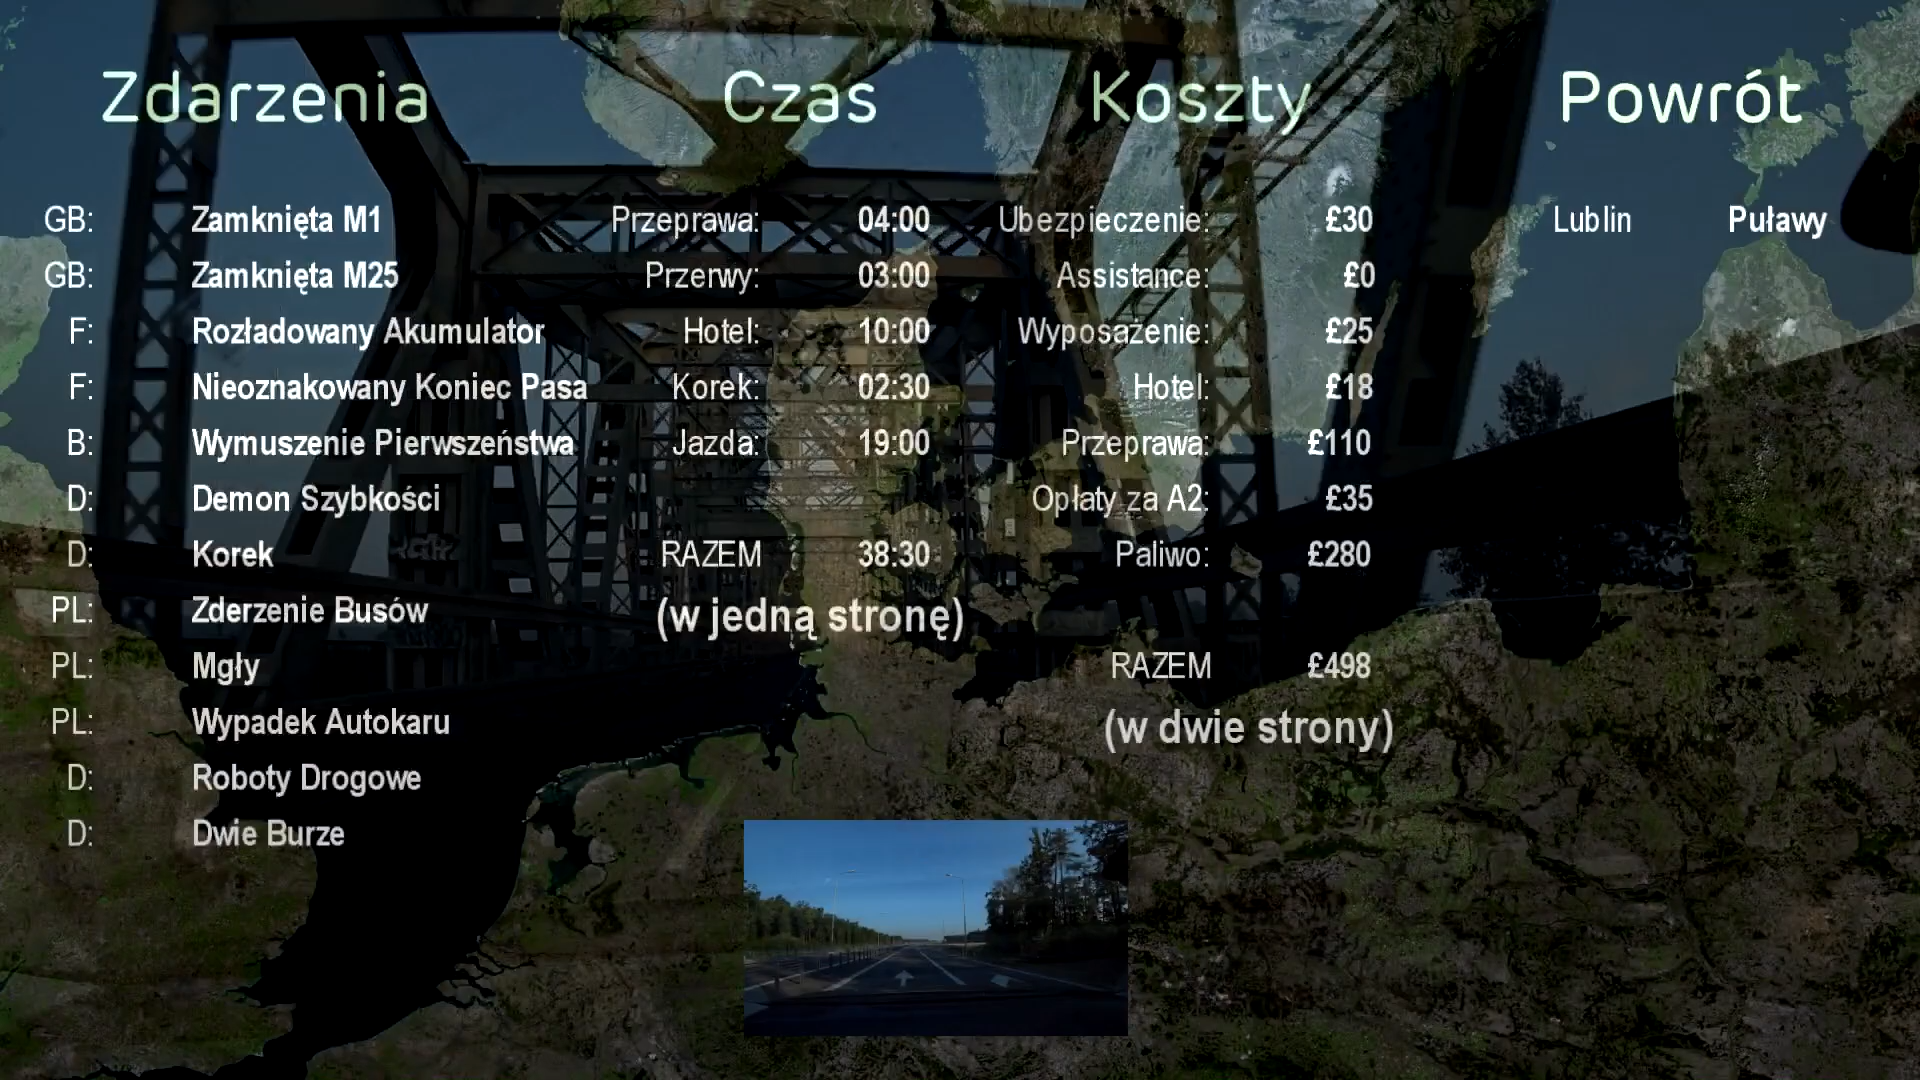 Zdarzenia
GB: Zamknięta M1
GB: Zamknięta M25
F: Rozładowany Akumulator
F: Nieoznakowany Koniec Pasa
B: Wymuszenie Pierwszeństwa
D: Demon Szybkości
D: Korek
PL: Zderzenie Busów
PL: Mgły
PL: Wypadek Autokaru
D: Roboty Drogowe
D: Dwie Burze
Czas
Przeprawa: 04:00
Przerwy: 03:00
Hotel: 10:00
Korek: 02:30
Jazda: 19:00
RAZEM 38:30
(w jedną stronę)
Koszty
Ubezpieczenie: £30
Assistance: £0
Wyposażenie: £25
Hotel: £18
Przeprawa: £110
Opłaty za A2: £35
Paliwo: £280
RAZEM £498
(w dwie strony)
Powrót
Lublin Puławy